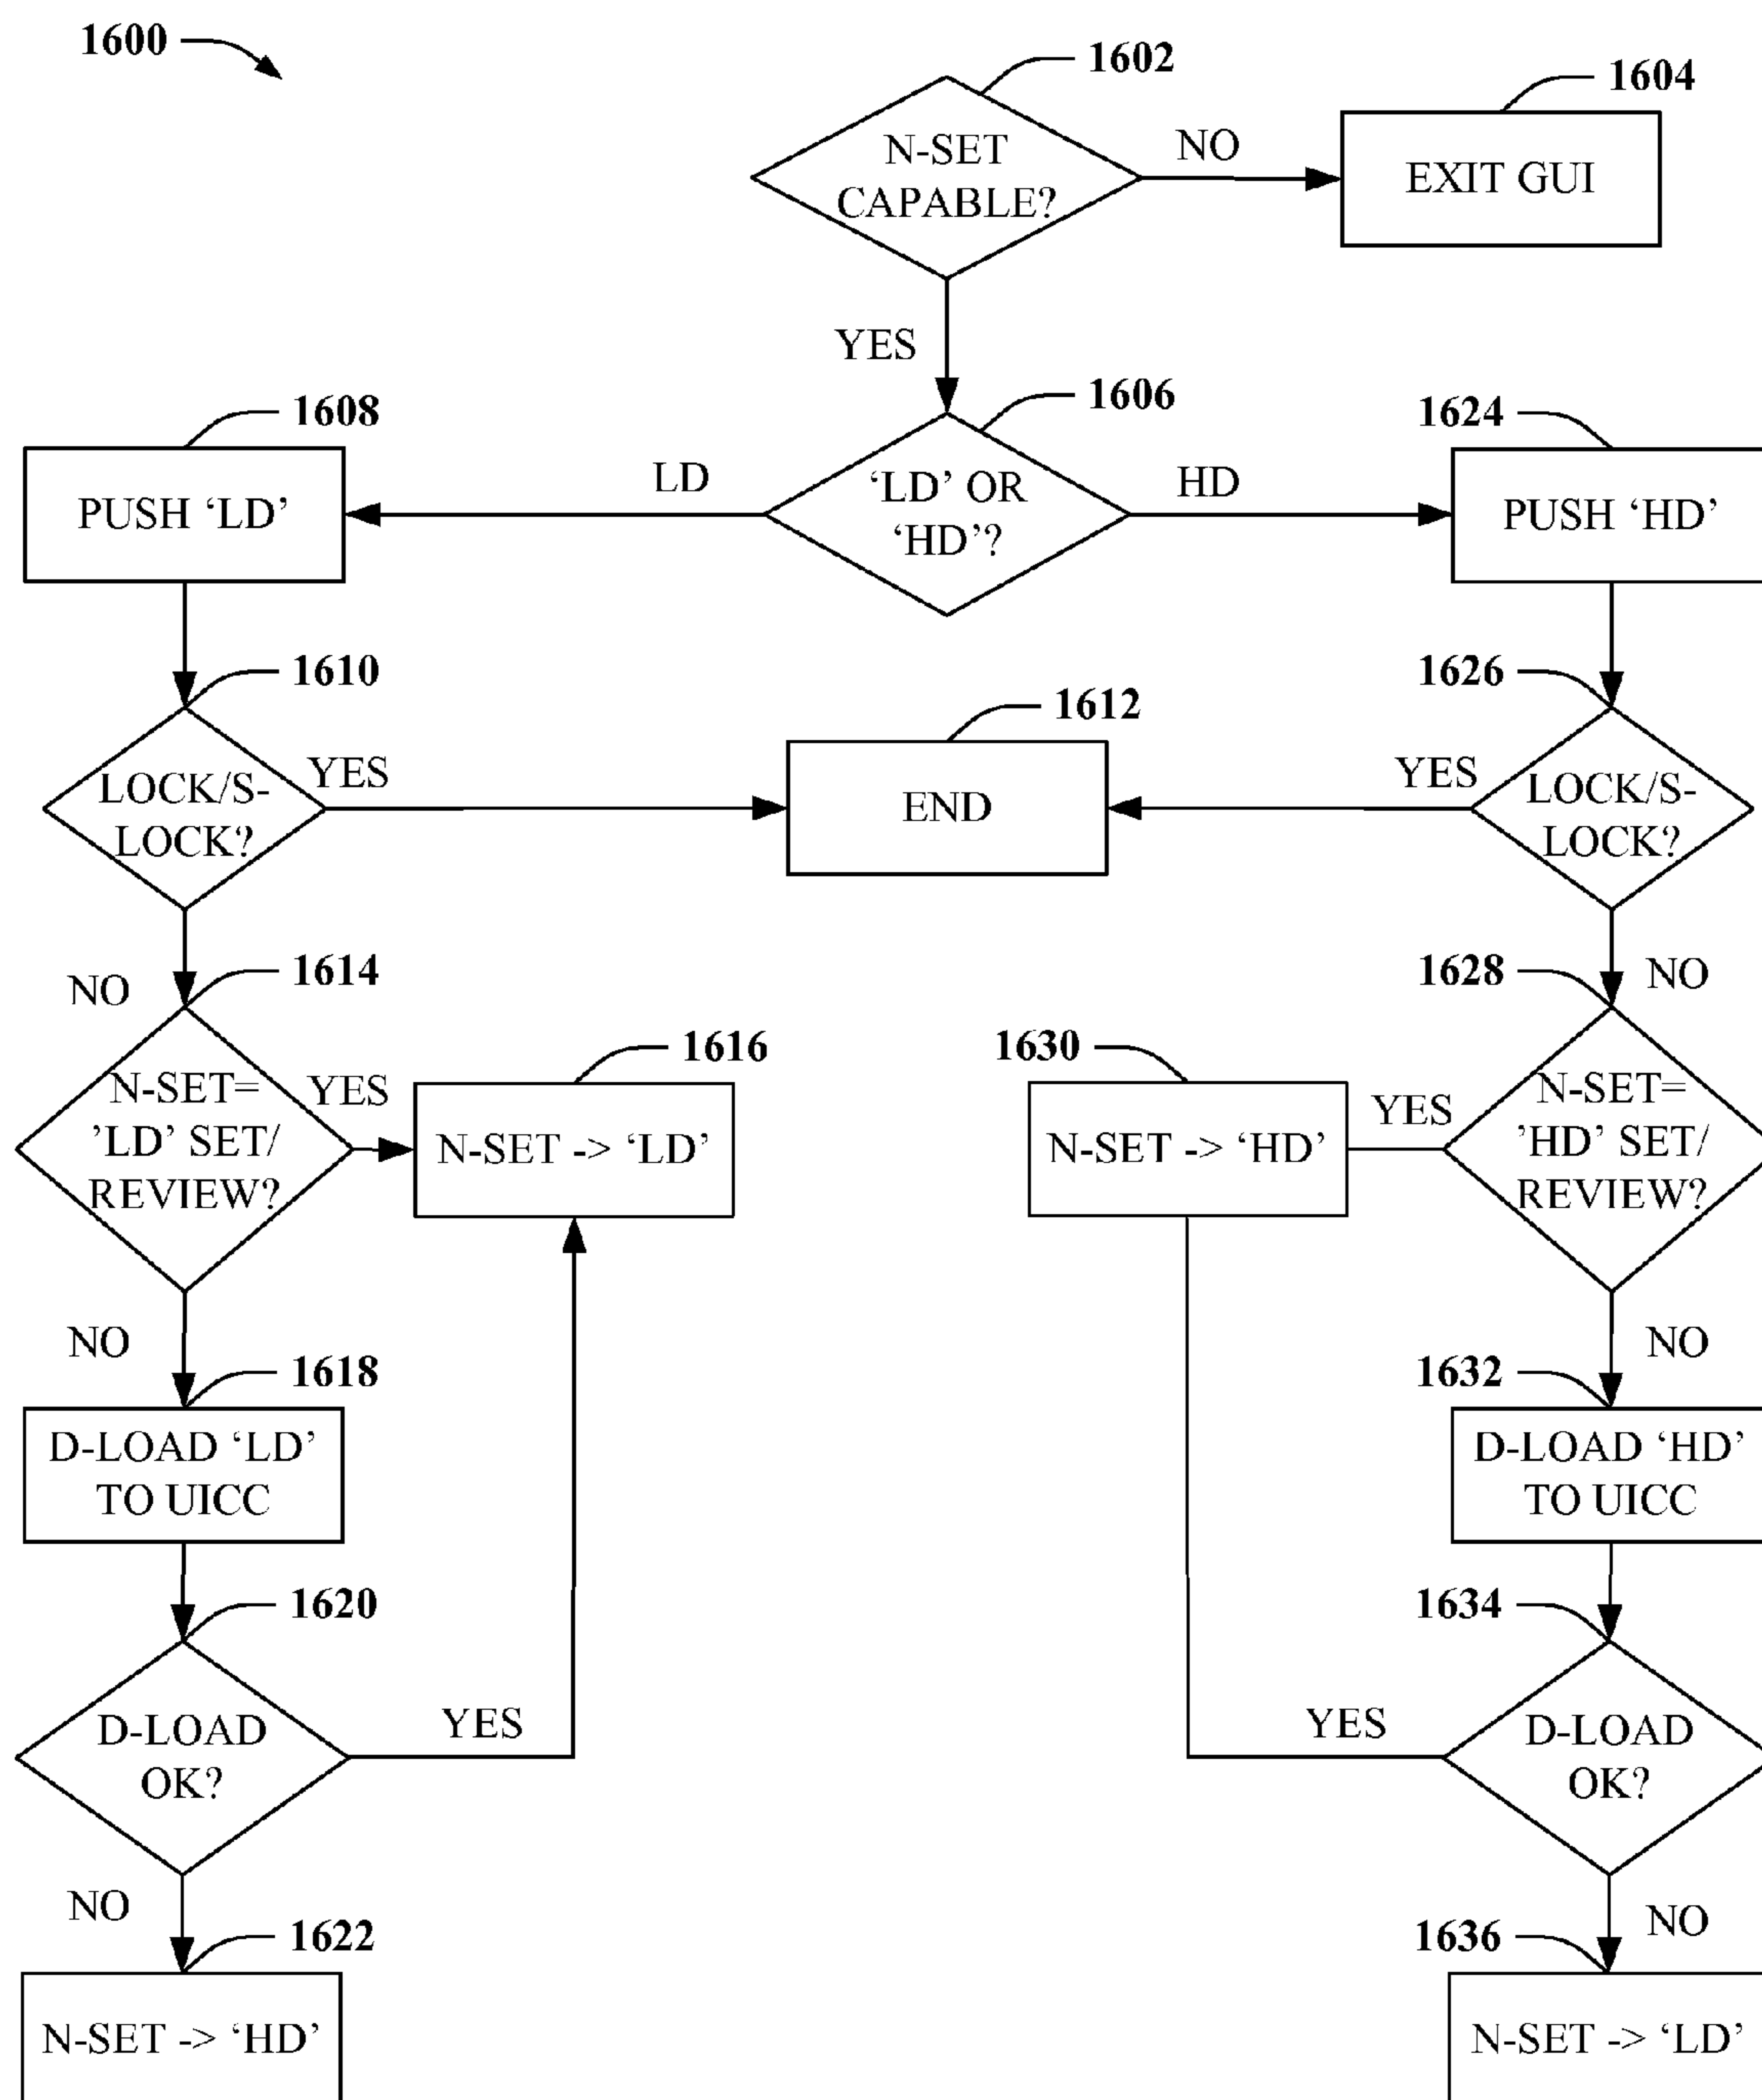 1600
1602
1604
N-SET
CAPABLE?
NO
EXIT GUI
YES
1606
1608
1624
PUSH ‘LD’
LD
‘LD’ OR
‘HD’?
HD
PUSH ‘HD’
1610
1612
1626
LOCK/S-
LOCK?
YES
END
YES
LOCK/S-
LOCK?
NO
1614
1628
NO
1616
1630
N-SET=
’LD’ SET/
REVIEW?
YES
N-SET -> ‘LD’
N-SET -> ‘HD’
YES
N-SET=
’HD’ SET/
REVIEW?
NO
NO
1618
1632
D-LOAD ‘LD’
TO UICC
D-LOAD ‘HD’
TO UICC
1620
1634
D-LOAD
OK?
YES
YES
D-LOAD
OK?
NO
NO
1622
1636
N-SET -> ‘HD’
N-SET -> ‘LD’